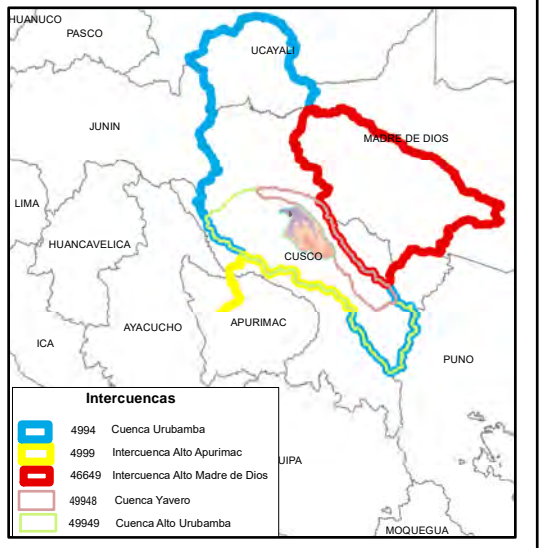 HUANUCO
PASCO
UCAYALI
JUNIN
MADRE DE DIOS
LIMA
HUANCAVELICA
CUSCO
AYACUCHO
APURIMAC
ICA
PUNO
Intercuencas
4994 Cuenca Urubamba
4999 Intercuenca Alto Apurimac
46649 Intercuenca Alto Madre de Dios
UIPA
49948 Cuenca Yavero
49949 Cuenca Alto Urubamba
MOQUEGUA